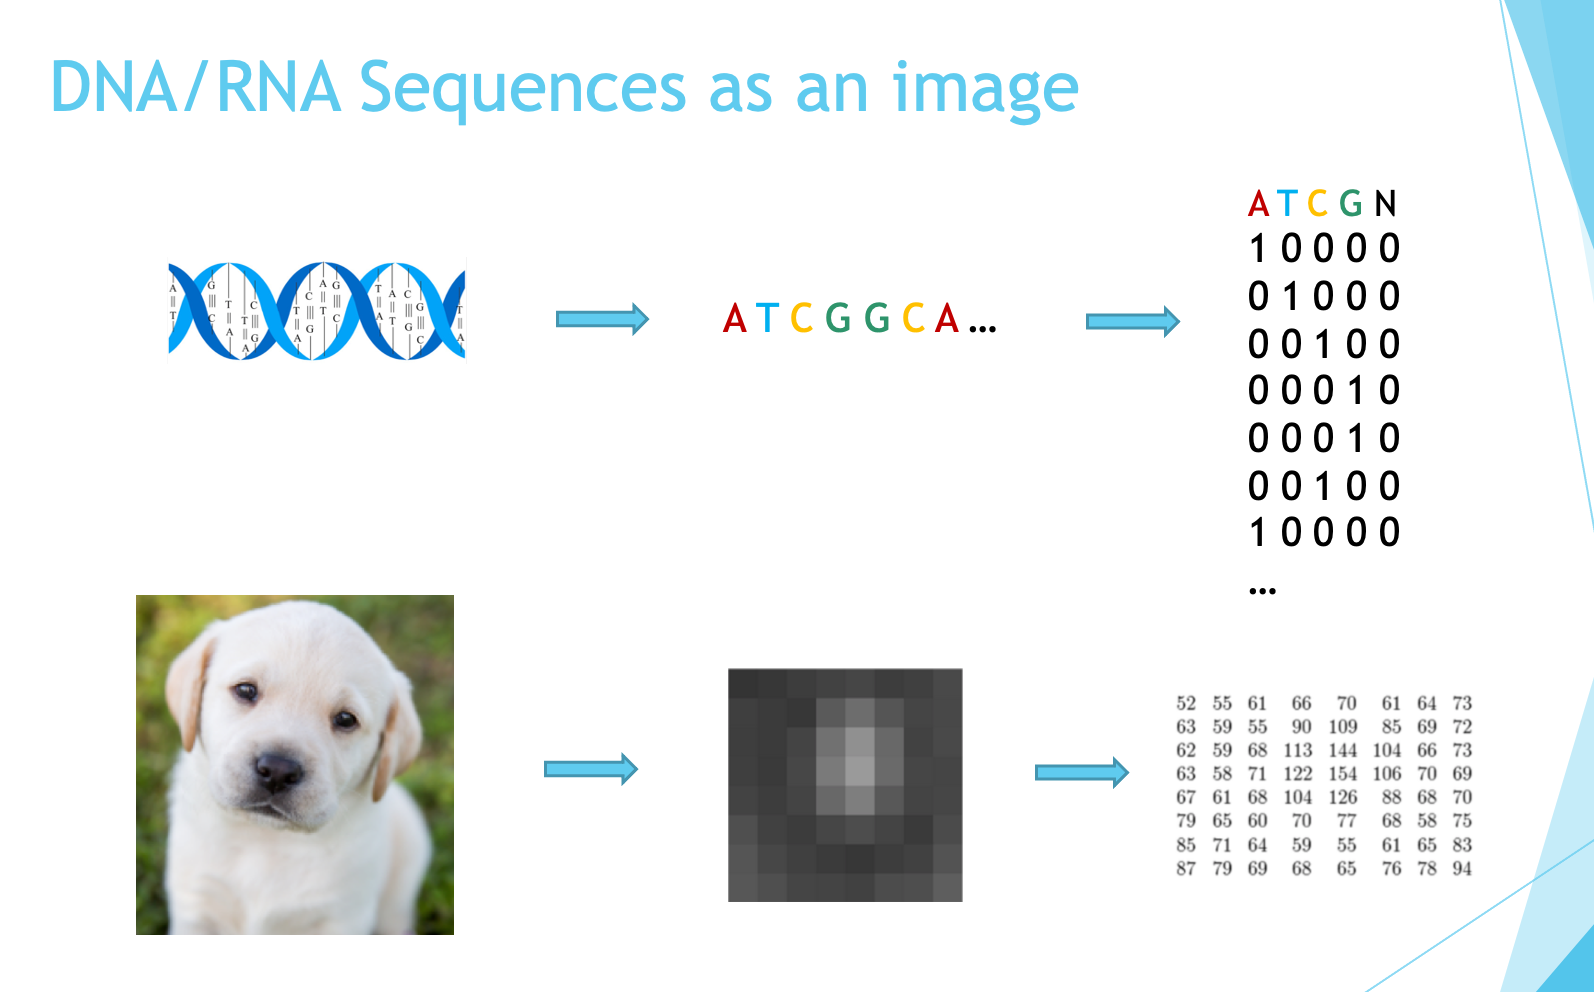 DNA/RNA Sequences as an image
A T C G G C A ...
A T C G N
1 0 0 0 0
0 1 0 0 0
0 0 1 0 0
0 0 0 1 0
0 0 0 1 0
0 0 1 0 0
1 0 0 0 0
...
52 55 61 66 70 61 64 73
63 59 55 90 109 85 69 72
62 59 68 113 144 104 66 73
63 58 71 122 154 106 70 69
67 61 68 104 126 88 68 70
79 65 60 70 77 68 58 75
85 71 64 59 55 61 65 83
87 79 69 68 65 76 78 94